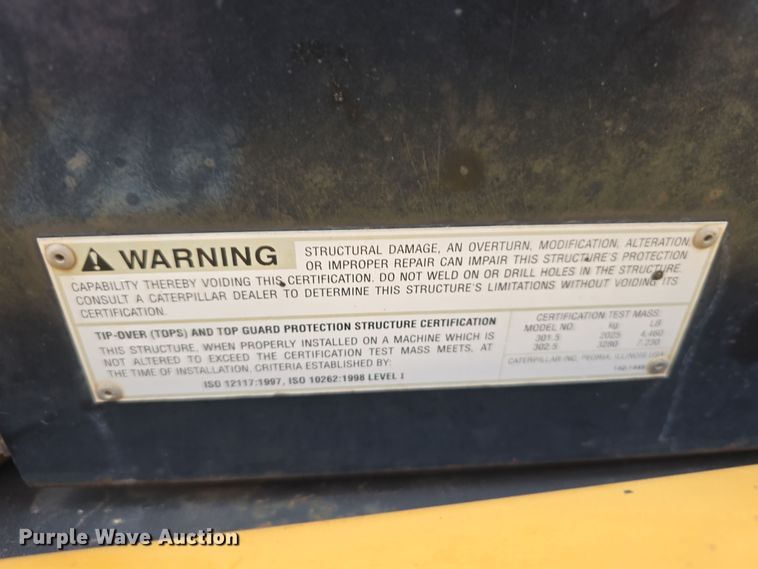 WARNING
STRUCTURAL DAMAGE, AN OVERTURN, MODIFICATION, ALTERATION,
OR IMPROPER REPAIR CAN IMPAIR THIS STRUCTURE'S PROTECTION
CAPABILITY THEREBY VOIDING THIS CERTIFICATION. DO NOT WELD ON OR DRILL HOLES IN THE STRUCTURE.
CONSULT A CATERPILLAR DEALER TO DETERMINE THIS STRUCTURE'S LIMITATIONS WITHOUT VOIDING ITS
CERTIFICATION.
TIP-OVER (TOPS) AND TOP GUARD PROTECTION STRUCTURE CERTIFICATION
THIS STRUCTURE, WHEN PROPERLY INSTALLED ON A MACHINE WHICH IS
NOT ALTERED TO EXCEED THE CERTIFICATION TEST MASS MEETS, AT
THE TIME OF INSTALLATION, CRITERIA ESTABLISHED BY:
ISO 12117:1997, ISO 10262:1998 LEVEL I
CERTIFICATION TEST MASS:
MODEL NO: kg: LB:
301.5 2025 4,460
302.5 3280 7,230
CATERPILLAR INC, PEORIA, ILLINOIS, USA
Purple Wave Auction